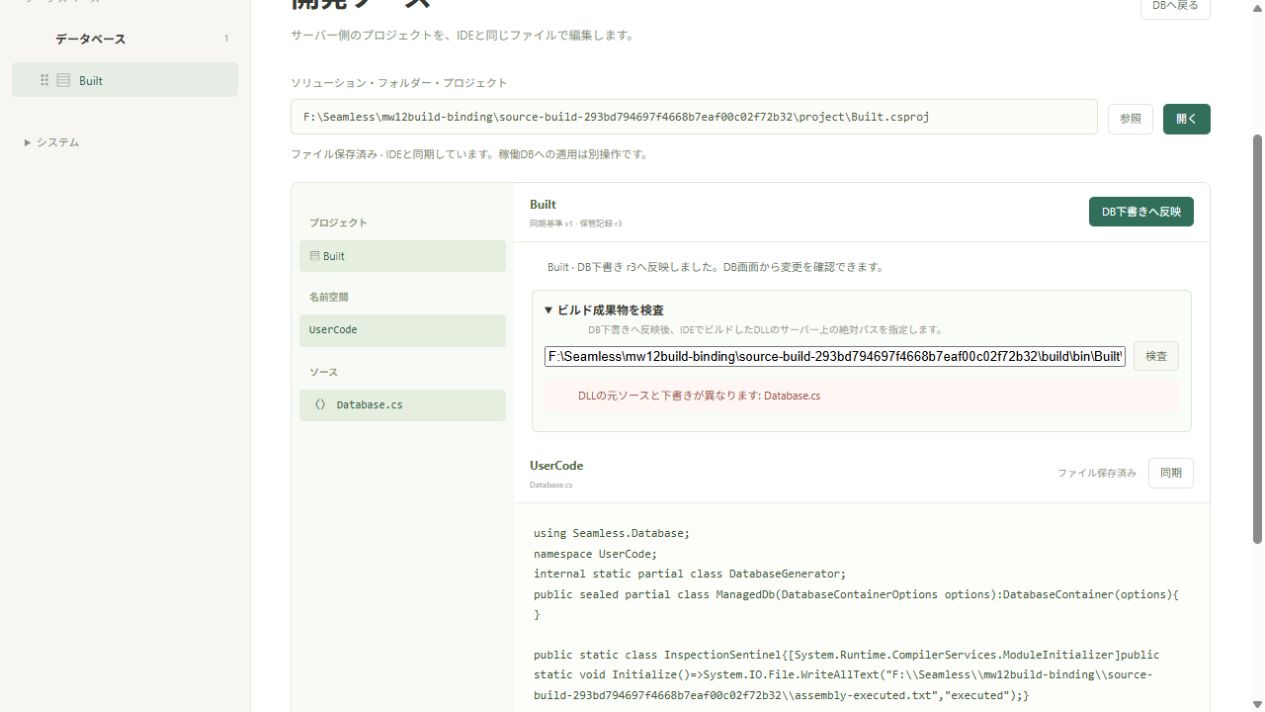 データベース
1
Built
システム
開発ソース
DBへ戻る
サーバー側のプロジェクトを、IDEと同じファイルで編集します。
ソリューション・フォルダー・プロジェクト
F:\Seamless\mw12build-binding\source-build-293bd794697f4668b7eaf00c02f72b32\project\Built.csproj
参照
開く
ファイル保存済み · IDEと同期しています。稼働DBへの適用は別操作です。
プロジェクト
Built
名前空間
UserCode
ソース
Database.cs
Built
同期基準 v1 · 保管記録 r3
DB下書きへ反映
Built · DB下書き r3へ反映しました。DB画面から変更を確認できます。
ビルド成果物を検査
DB下書きへ反映後、IDEでビルドしたDLLのサーバー上の絶対パスを指定します。
F:\Seamless\mw12build-binding\source-build-293bd794697f4668b7eaf00c02f72b32\build\bin\Built\
検査
DLLの元ソースと下書きが異なります: Database.cs
UserCode
Database.cs
ファイル保存済み
同期
using Seamless.Database;
namespace UserCode;
internal static partial class DatabaseGenerator;
public sealed partial class ManagedDb(DatabaseContainerOptions options):DatabaseContainer(options){
}
public static class InspectionSentinel{[System.Runtime.CompilerServices.ModuleInitializer]public
static void Initialize()=>System.IO.File.WriteAllText("F:\\Seamless\\mw12build-binding\\source-
build-293bd794697f4668b7eaf00c02f72b32\\assembly-executed.txt","executed");}